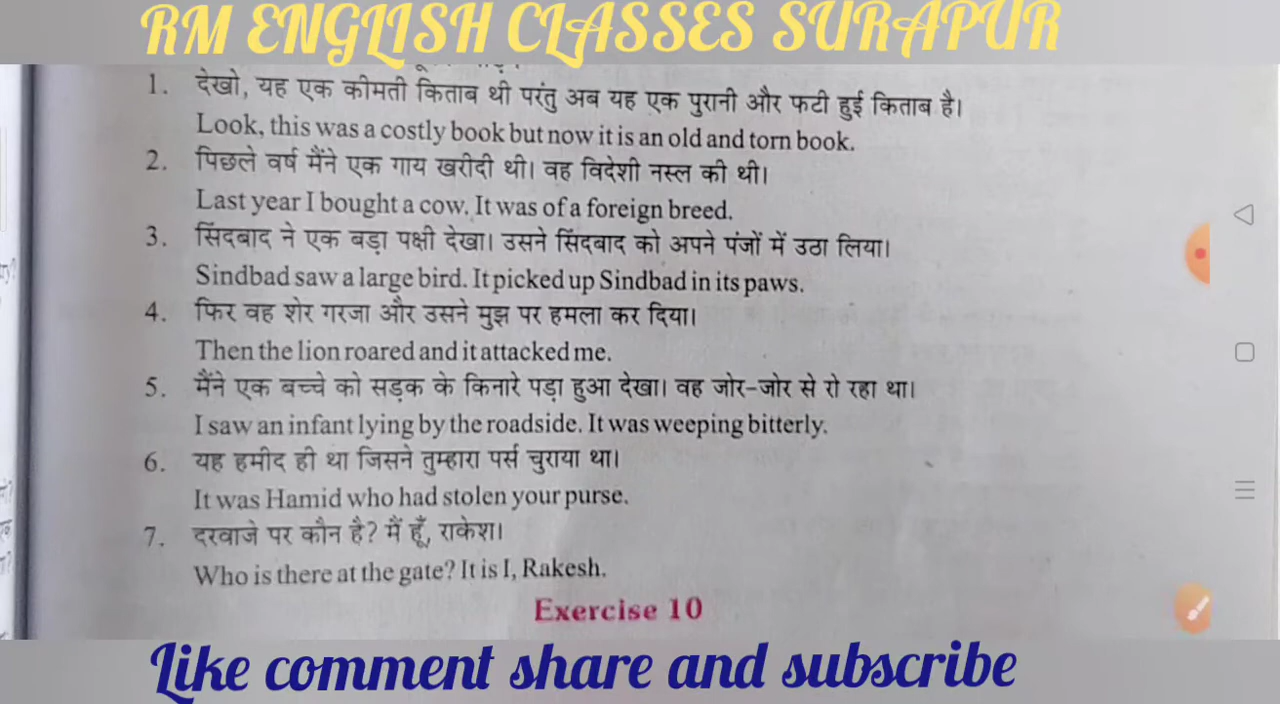 RM ENGLISH CLASSES SURAPUR
1. देखो, यह एक कीमती किताब थी परंतु अब यह एक पुरानी और फटी हुई किताब है।
Look, this was a costly book but now it is an old and torn book.
2. पिछले वर्ष मैंने एक गाय खरीदी थी। वह विदेशी नस्ल की थी।
Last year I bought a cow. It was of a foreign breed.
3. सिंदबाद ने एक बड़ा पक्षी देखा। उसने सिंदबाद को अपने पंजों में उठा लिया।
Sindbad saw a large bird. It picked up Sindbad in its paws.
4. फिर वह शेर गरजा और उसने मुझ पर हमला कर दिया।
Then the lion roared and it attacked me.
5. मैंने एक बच्चे को सड़क के किनारे पड़ा हुआ देखा। वह जोर-जोर से रो रहा था।
I saw an infant lying by the roadside. It was weeping bitterly.
6. यह हमीद ही था जिसने तुम्हारा पर्स चुराया था।
It was Hamid who had stolen your purse.
7. दरवाजे पर कौन है? मैं हूँ, राकेश।
Who is there at the gate? It is I, Rakesh.
Exercise 10
Like comment share and subscribe